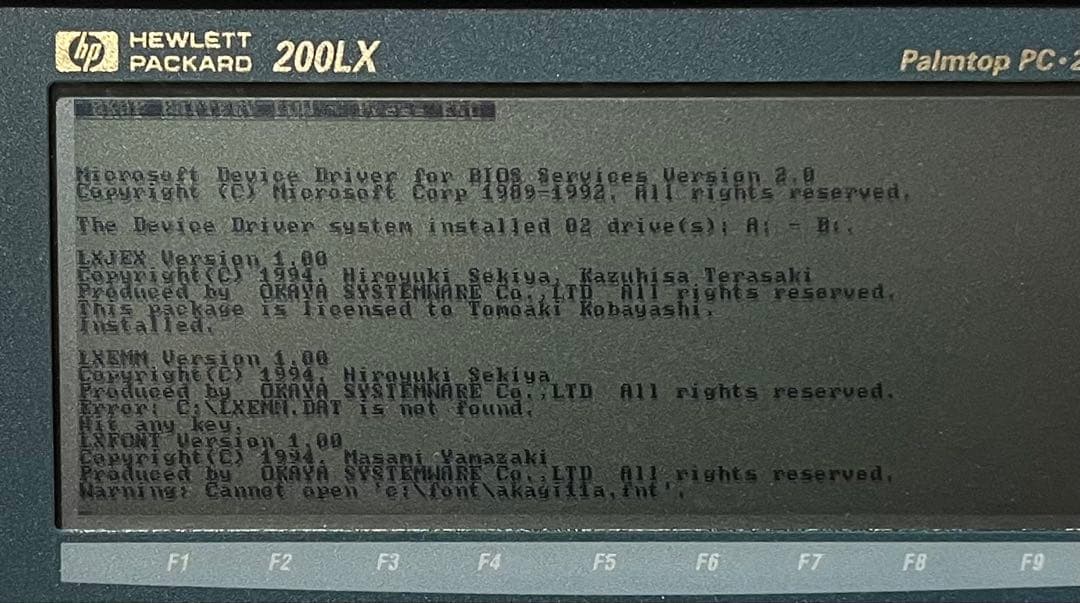 hp HEWLETT PACKARD 200LX
Palmtop PC•2
Microsoft Device Driver for BIOS Services Version 2.0
Copyright (C) Microsoft Corp 1989-1992. All rights reserved.
The Device Driver system installed 02 drive(s): A: - B:.
LXJEX Version 1.00
Copyright(C) 1994. Hiroyuki Sekiya, Kazuhisa Terasaki
Produced by OKAYA SYSTEMWARE Co.,LTD All rights reserved.
This package is licensed to Tomoaki Kobayashi.
Installed.
LXEMM Version 1.00
Copyright(C) 1994. Hiroyuki Sekiya
Produced by OKAYA SYSTEMWARE Co.,LTD All rights reserved.
Error: C:\LXEMM.DAT is not found.
Hit any key.
LXFONT Version 1.00
Copyright(C) 1994. Masami Yamazaki
Produced by OKAYA SYSTEMWARE Co.,LTD All rights reserved.
Warning: Cannot open 'c:\font\akagi11a.fnt'.
F1 F2 F3 F4 F5 F6 F7 F8 F9